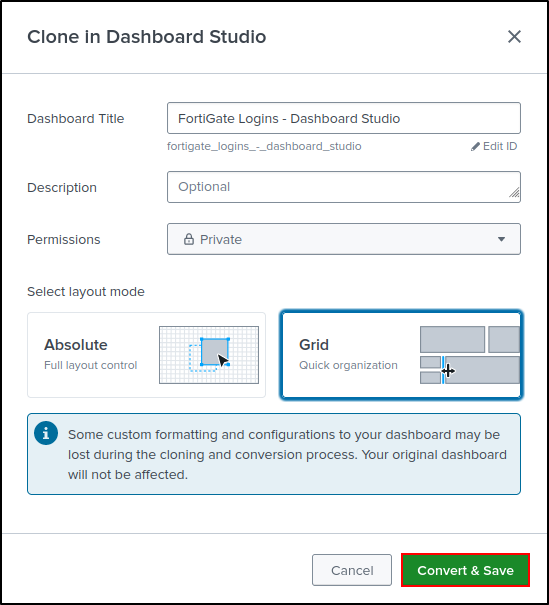 Clone in Dashboard Studio
Dashboard Title
FortiGate Logins - Dashboard Studio
fortigate_logins_-_dashboard_studio
Edit ID
Description
Optional
Permissions
Private
Select layout mode
Absolute
Full layout control
Grid
Quick organization
Some custom formatting and configurations to your dashboard may be
lost during the cloning and conversion process. Your original dashboard
will not be affected.
Cancel
Convert & Save